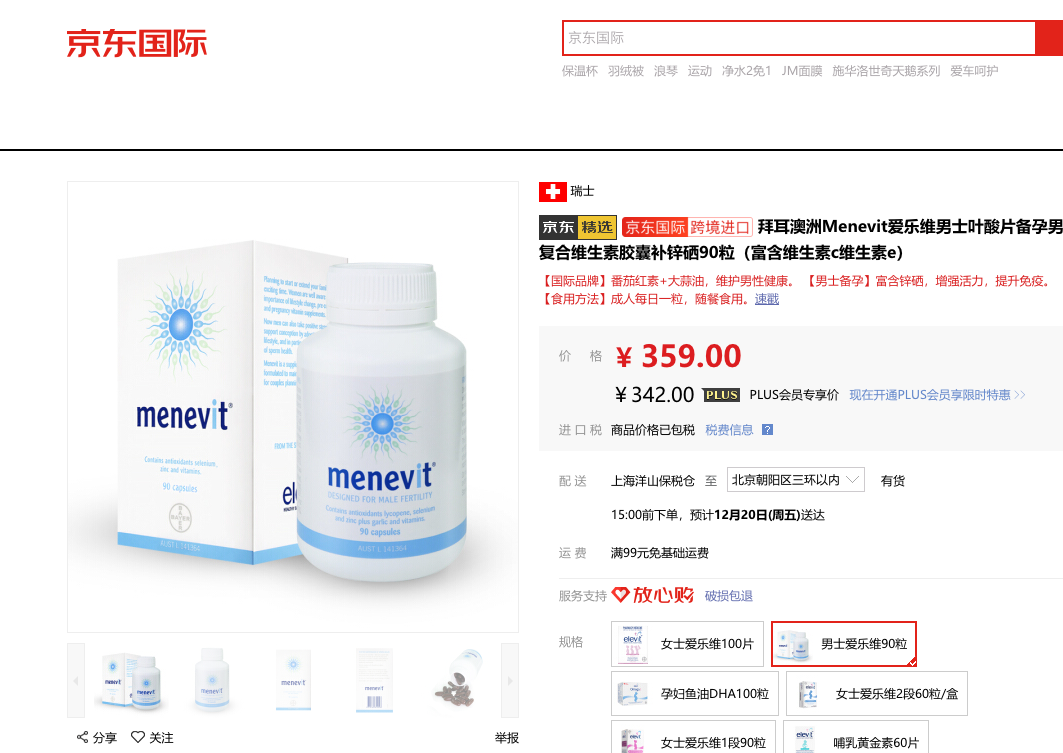 京东国际
京东国际
保温杯 羽绒被 浪琴 运动 净水2免1 JM面膜 施华洛世奇天鹅系列 爱车呵护
瑞士
京东 精选 京东国际 跨境进口 拜耳澳洲Menevit爱乐维男士叶酸片备孕男
复合维生素胶囊补锌硒90粒（富含维生素c维生素e）
【国际品牌】番茄红素+大蒜油，维护男性健康。 【男士备孕】富含锌硒，增强活力，提升免疫。
【食用方法】成人每日一粒，随餐食用。速戳
价 格 ¥ 359.00
¥342.00 PLUS PLUS会员专享价 现在开通PLUS会员享限时特惠 >>
进口税 商品价格已包税 税费信息 ?
配送 上海洋山保税仓 至 北京朝阳区三环以内 有货
15:00前下单，预计12月20日(周五)送达
运费 满99元免基础运费
服务支持 放心购 破损包退
规格 女士爱乐维100片 男士爱乐维90粒
孕妇鱼油DHA100粒 女士爱乐维2段60粒/盒
女士爱乐维1段90粒 哺乳黄金素60片
menevit®
Contains antioxidants selenium,
zinc and vitamins.
90 capsules
BAYER
AUST L 141364
menevit®
DESIGNED FOR MALE FERTILITY
Contains antioxidants lycopene, selenium
and zinc plus garlic and vitamins.
90 capsules
AUST L 141364
menevit
menevit
menevit
menevit
menevit
分享 关注 举报